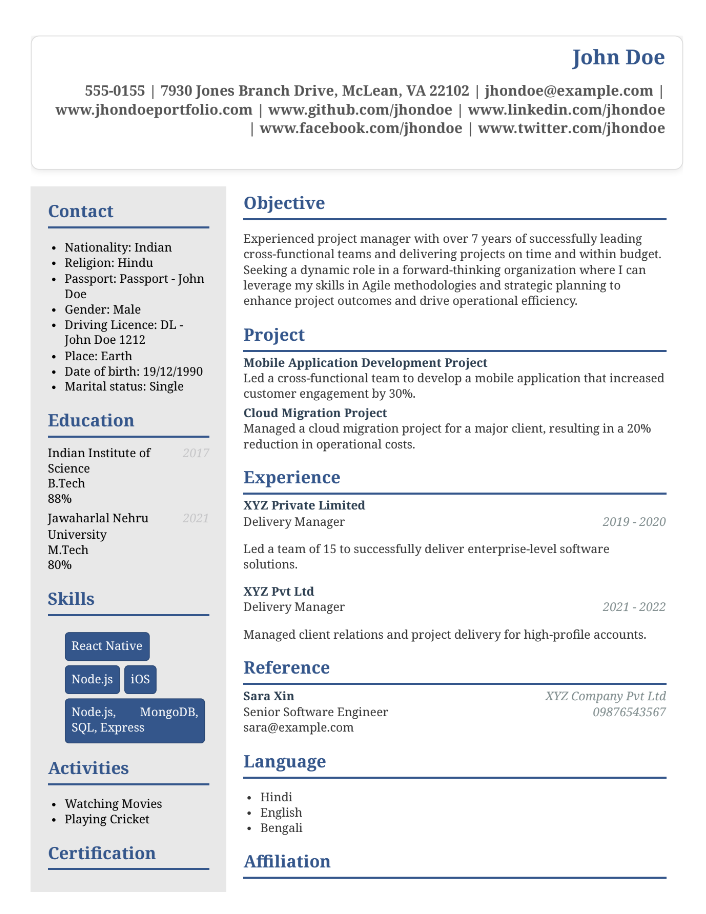 John Doe
555-0155 | 7930 Jones Branch Drive, McLean, VA 22102 | jhondoe@example.com |
www.jhondoeportfolio.com | www.github.com/jhondoe | www.linkedin.com/jhondoe
| www.facebook.com/jhondoe | www.twitter.com/jhondoe
Contact
• Nationality: Indian
• Religion: Hindu
• Passport: Passport - John
Doe
• Gender: Male
• Driving Licence: DL -
John Doe 1212
• Place: Earth
• Date of birth: 19/12/1990
• Marital status: Single
Education
Indian Institute of 2017
Science
B.Tech
88%
Jawaharlal Nehru 2021
University
M.Tech
80%
Skills
React Native
Node.js iOS
Node.js, MongoDB,
SQL, Express
Activities
• Watching Movies
• Playing Cricket
Certification
Objective
Experienced project manager with over 7 years of successfully leading
cross-functional teams and delivering projects on time and within budget.
Seeking a dynamic role in a forward-thinking organization where I can
leverage my skills in Agile methodologies and strategic planning to
enhance project outcomes and drive operational efficiency.
Project
Mobile Application Development Project
Led a cross-functional team to develop a mobile application that increased
customer engagement by 30%.
Cloud Migration Project
Managed a cloud migration project for a major client, resulting in a 20%
reduction in operational costs.
Experience
XYZ Private Limited
Delivery Manager 2019 - 2020
Led a team of 15 to successfully deliver enterprise-level software
solutions.
XYZ Pvt Ltd
Delivery Manager 2021 - 2022
Managed client relations and project delivery for high-profile accounts.
Reference
Sara Xin XYZ Company Pvt Ltd
Senior Software Engineer 09876543567
sara@example.com
Language
• Hindi
• English
• Bengali
Affiliation